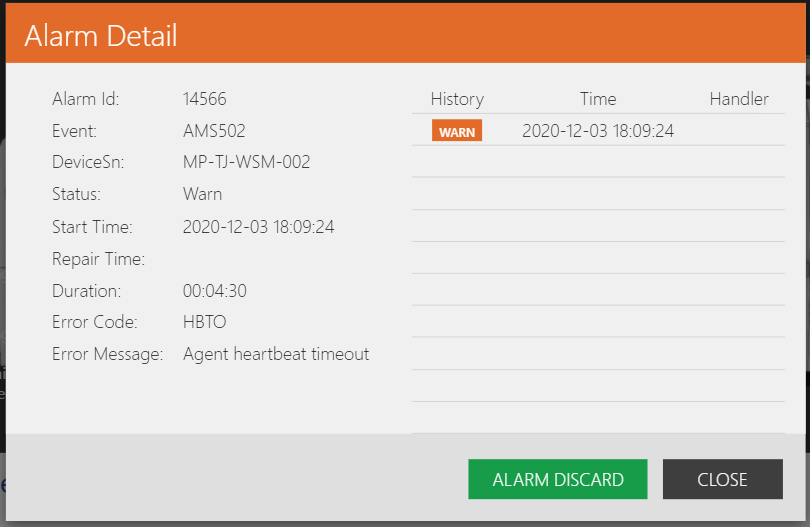 Alarm Detail
Alarm Id: 14566
Event: AMS502
DeviceSn: MP-TJ-WSM-002
Status: Warn
Start Time: 2020-12-03 18:09:24
Repair Time:
Duration: 00:04:30
Error Code: HBTO
Error Message: Agent heartbeat timeout
History Time Handler
WARN 2020-12-03 18:09:24
ALARM DISCARD CLOSE